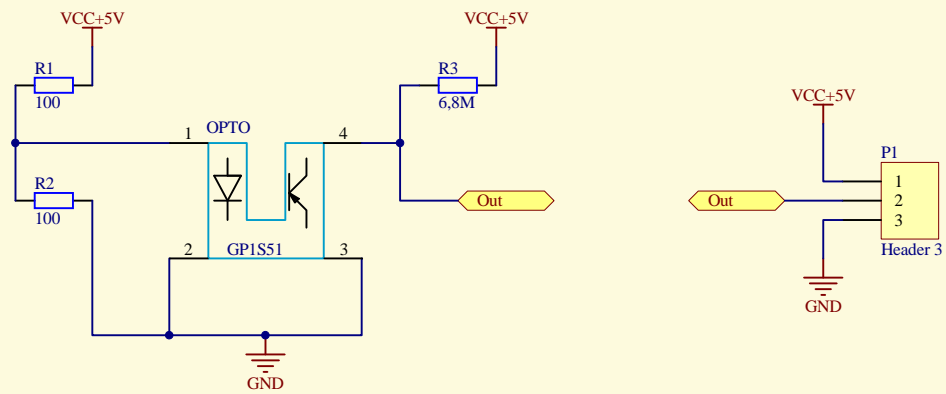 VCC+5V
R1
100
R2
100
1
OPTO
4
2
GP1S51
3
GND
VCC+5V
R3
6,8M
Out
VCC+5V
P1
1
2
3
Header 3
Out
GND